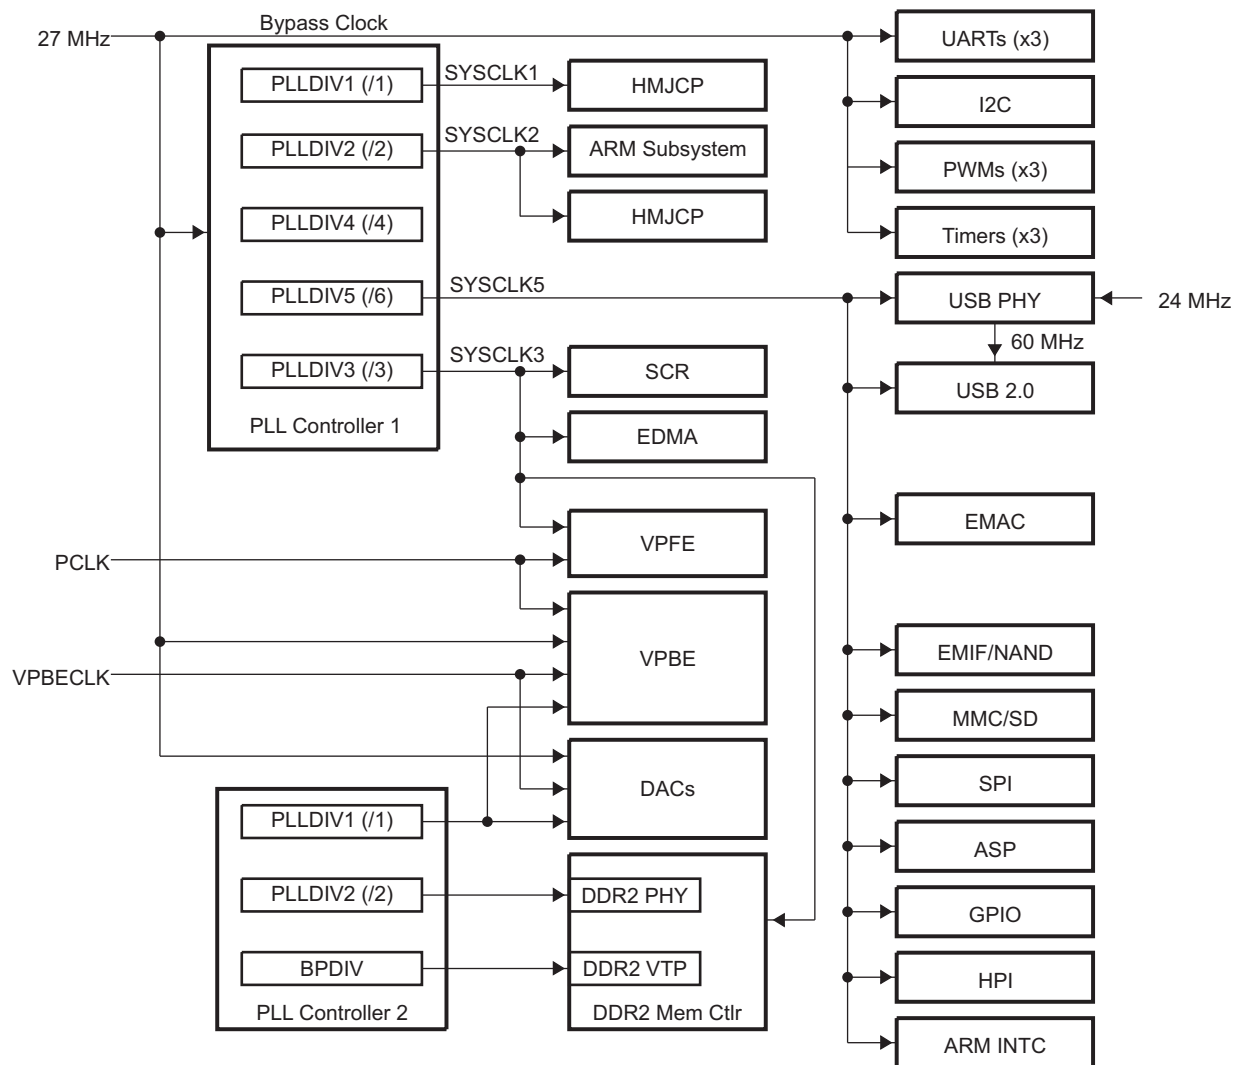 Bypass Clock
27 MHz
UARTs (x3)
PLLDIV1 (/1)
SYSCLK1
HMJCP
I2C
PLLDIV2 (/2)
SYSCLK2
ARM Subsystem
PWMs (x3)
HMJCP
PLLDIV4 (/4)
Timers (x3)
PLLDIV5 (/6)
SYSCLK5
USB PHY
24 MHz
60 MHz
PLLDIV3 (/3)
SYSCLK3
SCR
USB 2.0
PLL Controller 1
EDMA
EMAC
VPFE
PCLK
VPBE
EMIF/NAND
VPBECLK
MMC/SD
DACs
SPI
PLLDIV1 (/1)
ASP
PLLDIV2 (/2)
DDR2 PHY
GPIO
BPDIV
DDR2 VTP
HPI
PLL Controller 2
DDR2 Mem Ctlr
ARM INTC